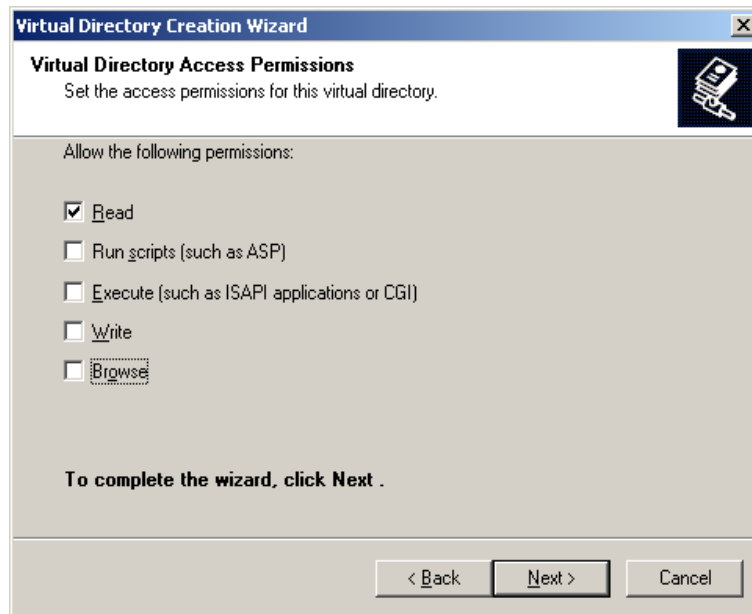 Virtual Directory Creation Wizard
Virtual Directory Access Permissions
Set the access permissions for this virtual directory.
Allow the following permissions:
Read
Run scripts (such as ASP)
Execute (such as ISAPI applications or CGI)
Write
Browse
To complete the wizard, click Next .
< Back Next > Cancel